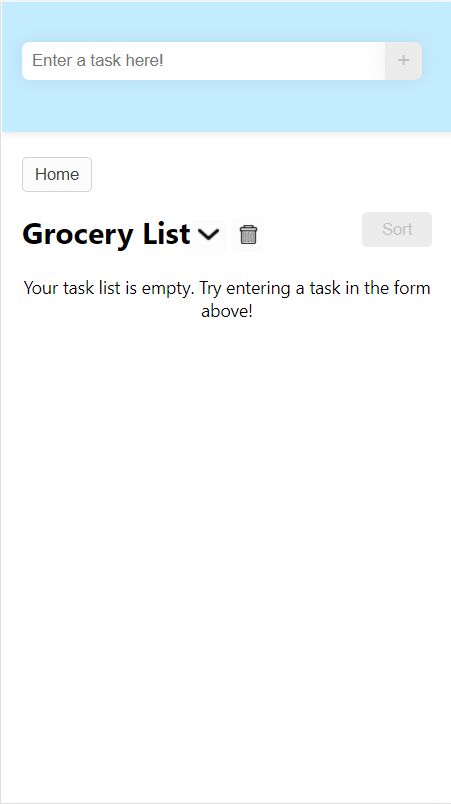 Enter a task here!
+
Home
Grocery List
Sort
Your task list is empty. Try entering a task in the form
above!